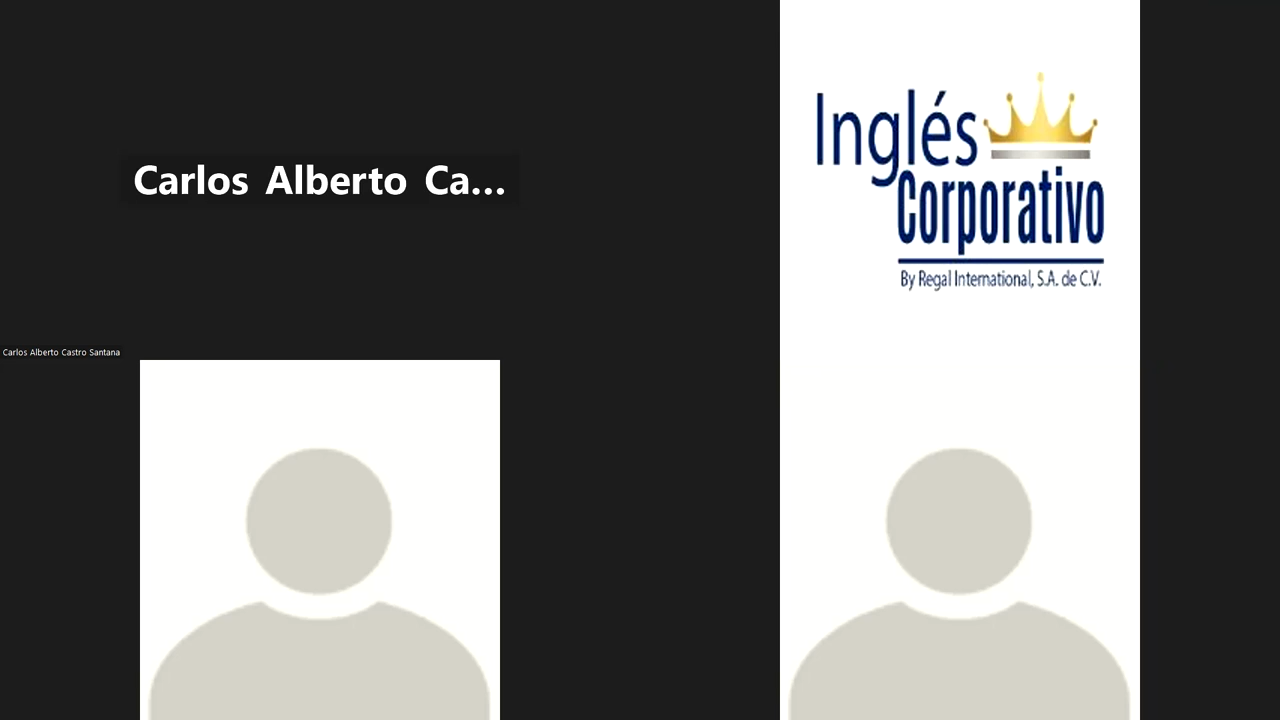 Carlos Alberto Ca...
Inglés
Corporativo
By Regal International, S.A. de C.V.
Carlos Alberto Castro Santana